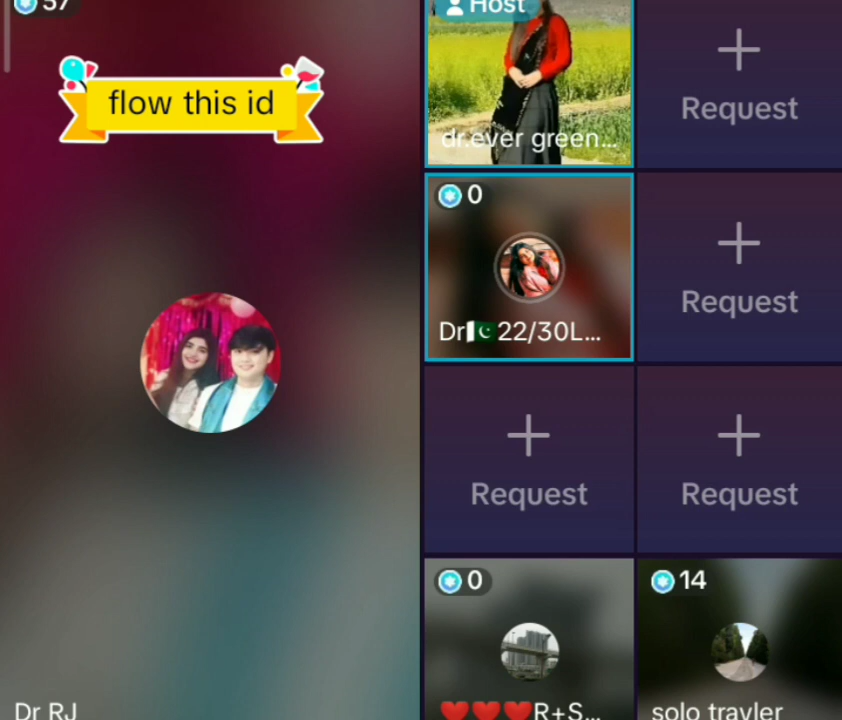 57
flow this id
Dr RJ
Host
dr.ever green...
Request
0
Dr🇵🇰22/30L...
Request
Request
Request
0
❤️❤️❤️R+S...
14
solo travler